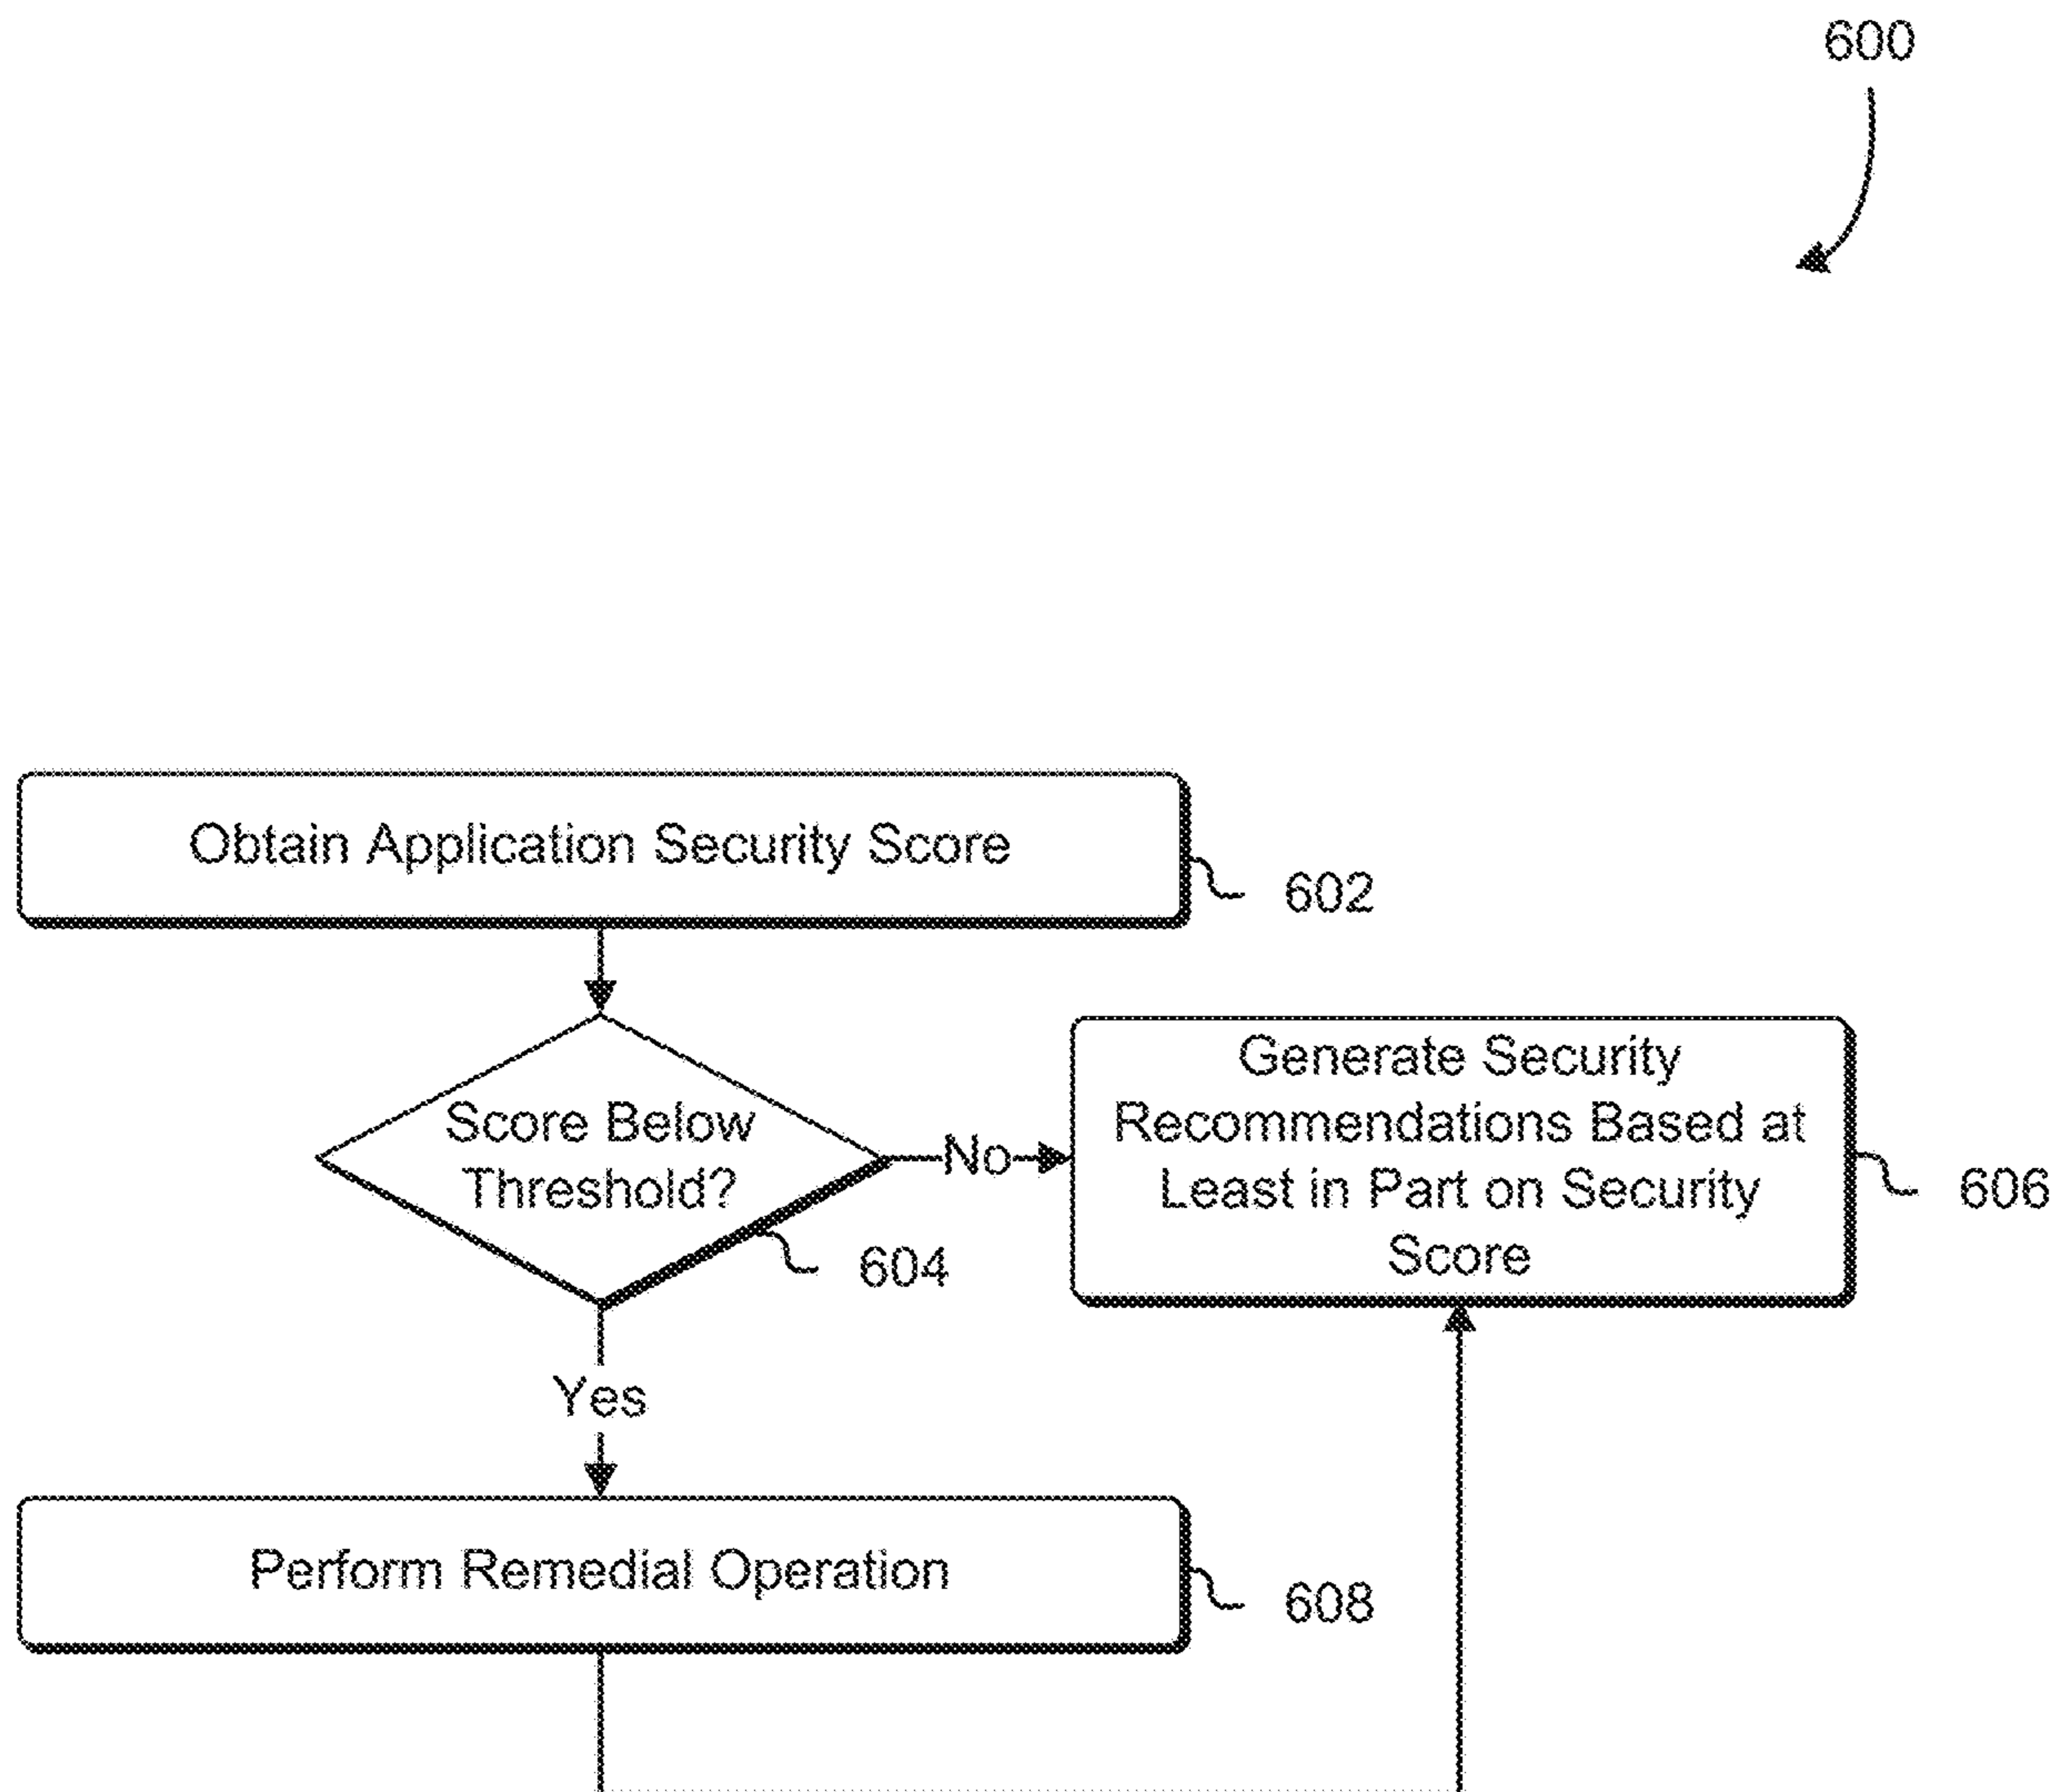 600
Obtain Application Security Score
602
Score Below
Threshold?
604
No
Generate Security
Recommendations Based at
Least in Part on Security
Score
606
Yes
Perform Remedial Operation
608